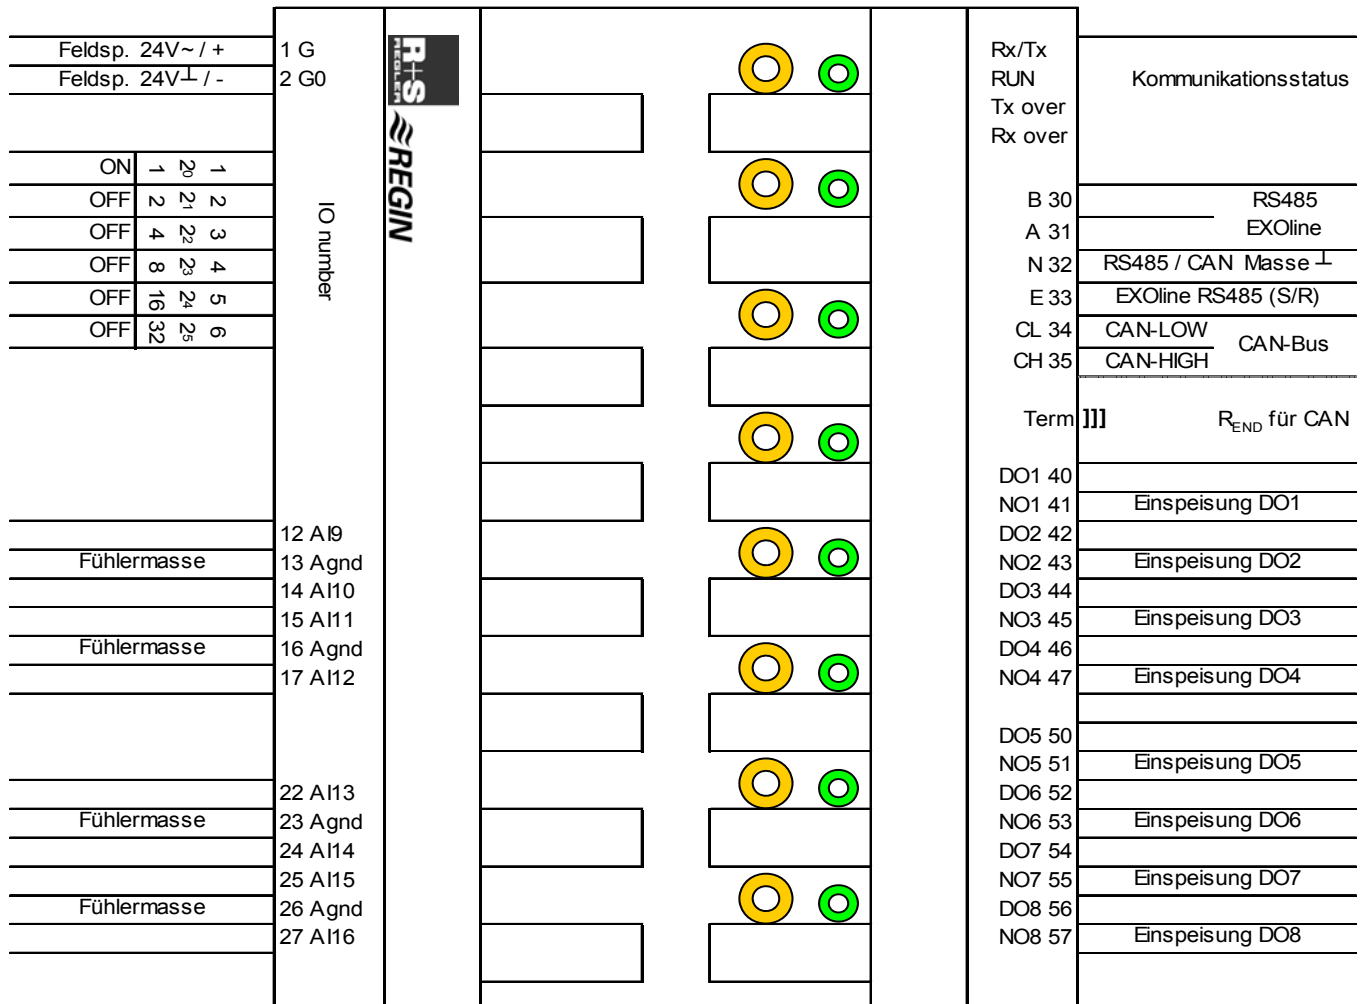 Feldsp. 24V~ / + 1 G
Feldsp. 24V┴ / - 2 G0
ON 1 2⁰ 1
OFF 2 2¹ 2
OFF 4 2² 3
OFF 8 2³ 4
OFF 16 2⁴ 5
OFF 32 2⁵ 6
IO number
12 AI9
Fühlermasse 13 Agnd
14 AI10
15 AI11
Fühlermasse 16 Agnd
17 AI12
22 AI13
Fühlermasse 23 Agnd
24 AI14
25 AI15
Fühlermasse 26 Agnd
27 AI16
R+S
RIEDLER
REGIN
Rx/Tx
RUN Kommunikationsstatus
Tx over
Rx over
B 30 RS485
A 31 EXOline
N 32 RS485 / CAN Masse ┴
E 33 EXOline RS485 (S/R)
CL 34 CAN-LOW
CAN-Bus
CH 35 CAN-HIGH
Term ]]] R_END für CAN
DO1 40
NO1 41 Einspeisung DO1
DO2 42
NO2 43 Einspeisung DO2
DO3 44
NO3 45 Einspeisung DO3
DO4 46
NO4 47 Einspeisung DO4
DO5 50
NO5 51 Einspeisung DO5
DO6 52
NO6 53 Einspeisung DO6
DO7 54
NO7 55 Einspeisung DO7
DO8 56
NO8 57 Einspeisung DO8